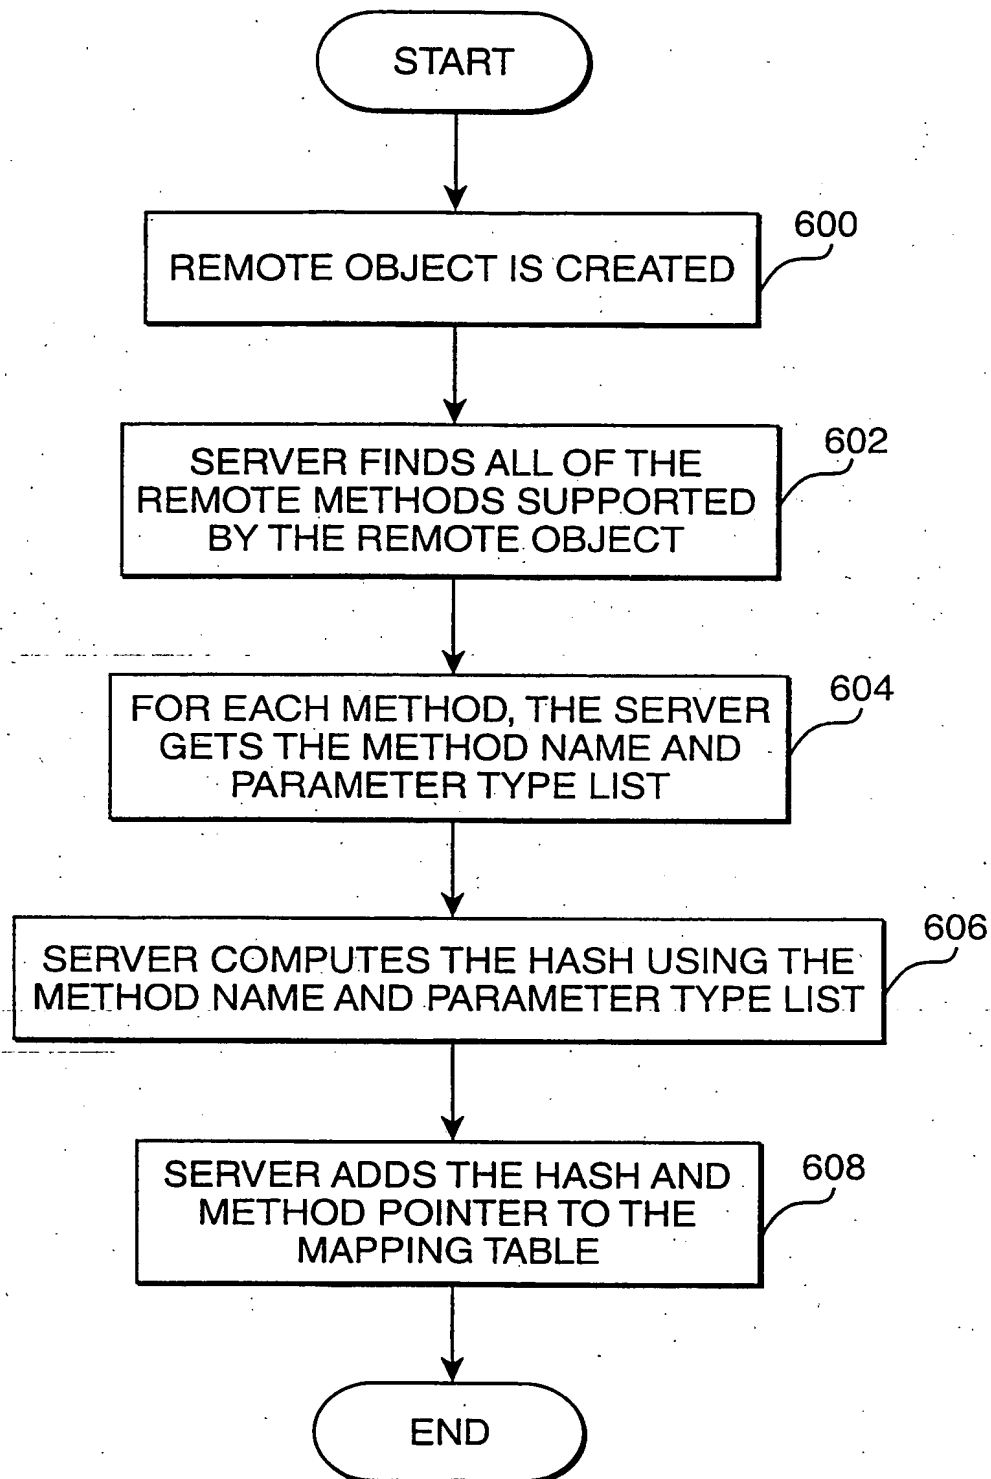 START
600
REMOTE OBJECT IS CREATED
602
SERVER FINDS ALL OF THE
REMOTE METHODS SUPPORTED
BY THE REMOTE OBJECT
604
FOR EACH METHOD, THE SERVER
GETS THE METHOD NAME AND
PARAMETER TYPE LIST
606
SERVER COMPUTES THE HASH USING THE
METHOD NAME AND PARAMETER TYPE LIST
608
SERVER ADDS THE HASH AND
METHOD POINTER TO THE
MAPPING TABLE
END